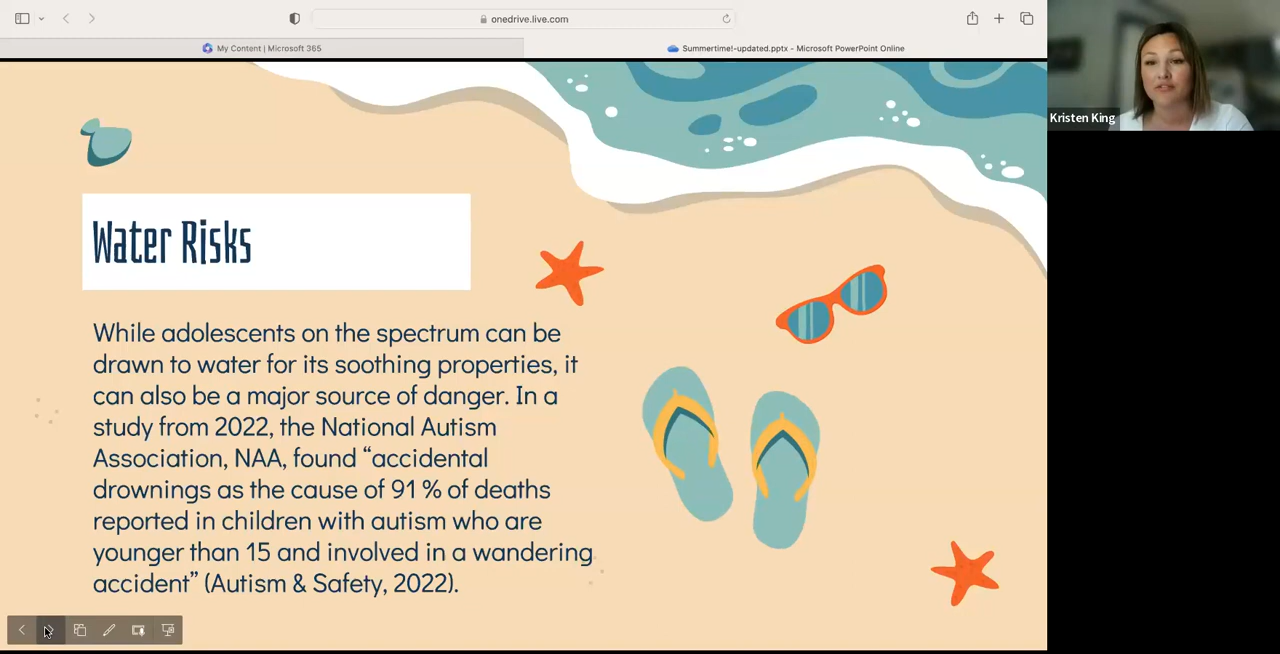 onedrive.live.com
My Content | Microsoft 365
Summertime!-updated.pptx - Microsoft PowerPoint Online
Kristen King
Water Risks
While adolescents on the spectrum can be
drawn to water for its soothing properties, it
can also be a major source of danger. In a
study from 2022, the National Autism
Association, NAA, found “accidental
drownings as the cause of 91 % of deaths
reported in children with autism who are
younger than 15 and involved in a wandering
accident” (Autism & Safety, 2022).